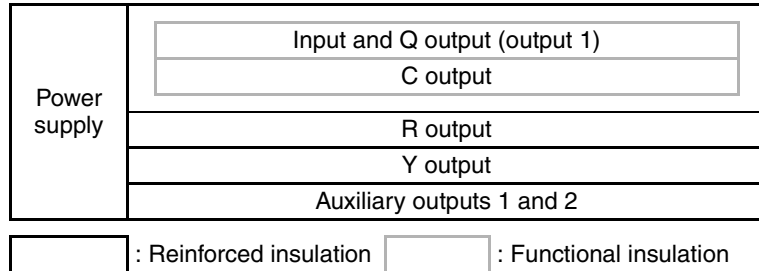 Input and Q output (output 1)
C output
Power
supply
R output
Y output
Auxiliary outputs 1 and 2
: Reinforced insulation
: Functional insulation